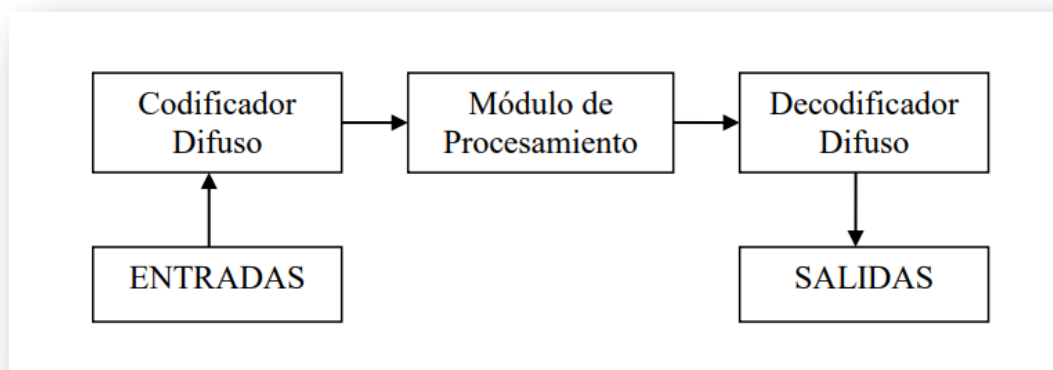 Codificador
Difuso
Módulo de
Procesamiento
Decodificador
Difuso
ENTRADAS
SALIDAS